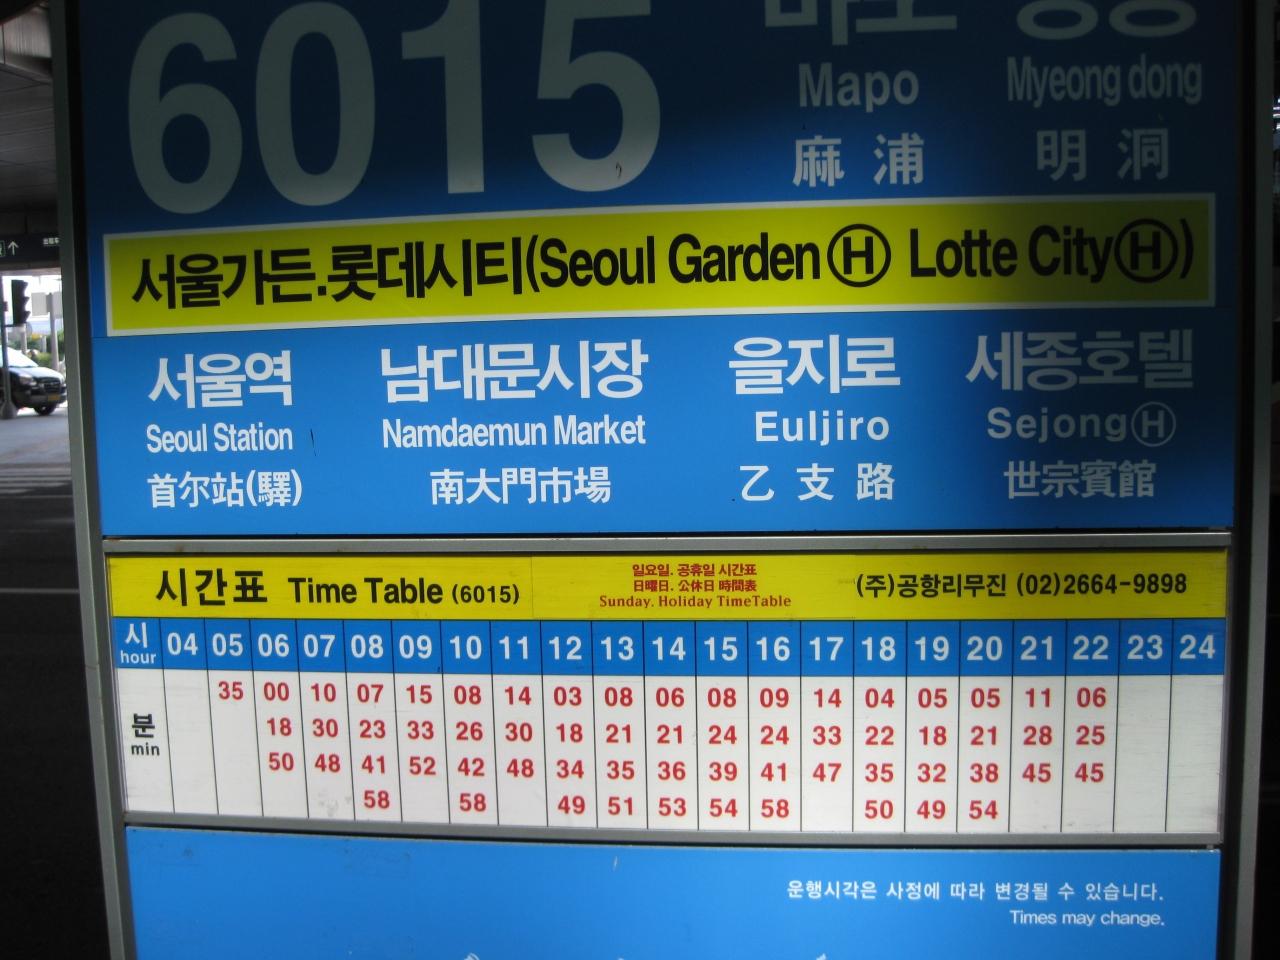 6015
마포 명동
Mapo Myeong dong
麻浦 明洞
서울가든.롯데시티(Seoul Garden Ⓗ Lotte City Ⓗ)
서울역 남대문시장 을지로 세종호텔
Seoul Station Namdaemun Market Euljiro Sejong Ⓗ
首尔站(驛) 南大門市場 乙支路 世宗賓館
시간표 Time Table (6015)
일요일. 공휴일 시간표
日曜日. 公休日 時間表
Sunday. Holiday TimeTable
(주)공항리무진 (02)2664-9898
시 hour 04 05 06 07 08 09 10 11 12 13 14 15 16 17 18 19 20 21 22 23 24
분 min
35 00 10 07 15 08 14 03 08 06 08 09 14 04 05 05 11 06
18 30 23 33 26 30 18 21 21 24 24 33 22 18 21 28 25
50 48 41 52 42 48 34 35 36 39 41 47 35 32 38 45 45
58 58 49 51 53 54 58 50 49 54
운행시각은 사정에 따라 변경될 수 있습니다.
Times may change.